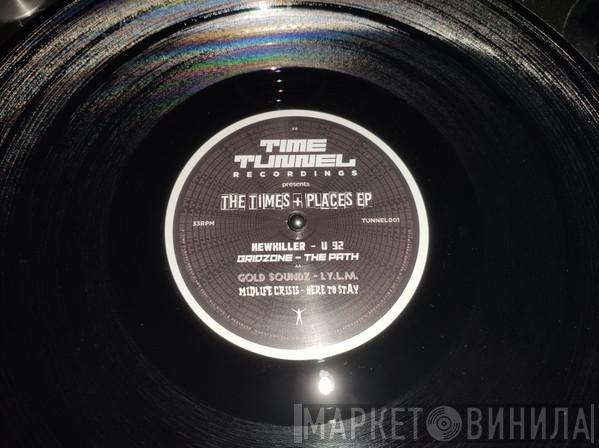 TIME
TUNNEL
RECORDINGS
presents
THE TIMES + PLACES EP
33RPM
TUNNEL001
NEWKILLER - U 92
GRIDZONE - THE PATH
GOLD SOUNDZ - I.Y.L.M.
MIDLIFE CRISIS - HERE TO STAY
МАРКЕТ ВИНИЛА